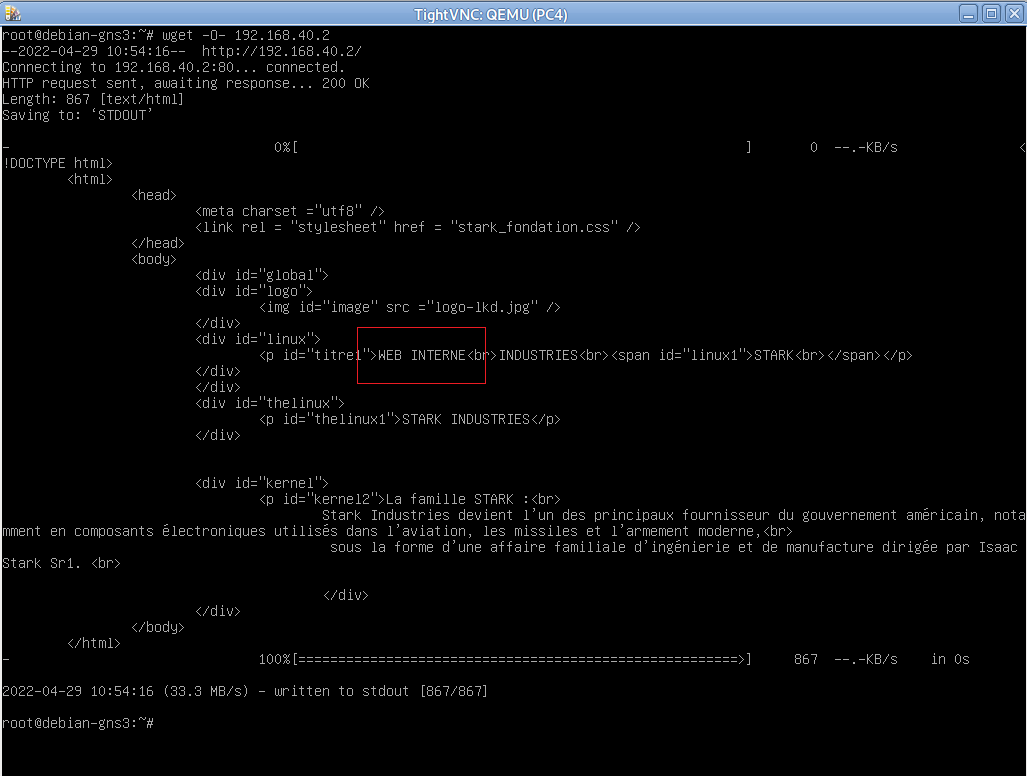 TightVNC: QEMU (PC4)
root@debian-gns3:~# wget -O- 192.168.40.2
--2022-04-29 10:54:16--  http://192.168.40.2/
Connecting to 192.168.40.2:80... connected.
HTTP request sent, awaiting response... 200 OK
Length: 867 [text/html]
Saving to: ‘STDOUT’
-                                 0%[                                                        ]       0  --.-KB/s               <
!DOCTYPE html>
        <html>
                <head>
                        <meta charset ="utf8" />
                        <link rel = "stylesheet" href = "stark_fondation.css" />
                </head>
                <body>
                        <div id="global">
                        <div id="logo">
                                <img id="image" src ="logo-lkd.jpg" />
                        </div>
                        <div id="linux">
                                <p id="titre1">WEB INTERNE<br>INDUSTRIES<br><span id="linux1">STARK<br></span></p>
                        </div>
                        </div>
                        <div id="thelinux">
                                <p id="thelinux1">STARK INDUSTRIES</p>
                        </div>
                        <div id="kernel">
                                <p id="kernel2">La famille STARK :<br>
                                        Stark Industries devient l’un des principaux fournisseur du gouvernement américain, nota
mment en composants électroniques utilisés dans l’aviation, les missiles et l’armement moderne,<br>
                                         sous la forme d’une affaire familiale d’ingénierie et de manufacture dirigée par Isaac
Stark Sr1. <br>
                                        </div>
                        </div>
                </body>
        </html>
-                               100%[=======================================================>]     867  --.-KB/s    in 0s
2022-04-29 10:54:16 (33.3 MB/s) - written to stdout [867/867]
root@debian-gns3:~#